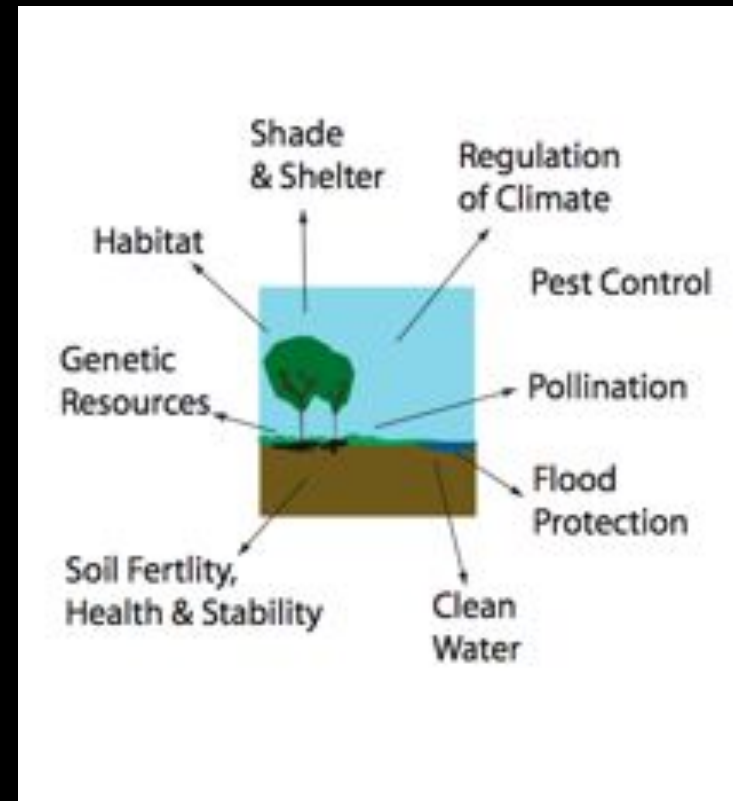 Shade
& Shelter
Regulation
of Climate
Habitat
Pest Control
Genetic
Resources
Pollination
Flood
Protection
Soil Fertlity,
Health & Stability
Clean
Water